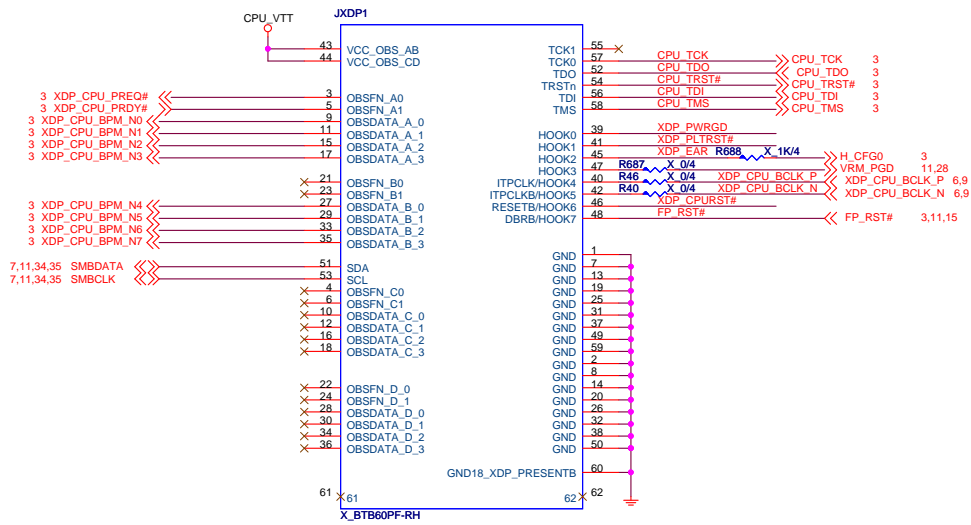 CPU_VTT
JXDP1
43 VCC_OBS_AB
44 VCC_OBS_CD
3 XDP_CPU_PREQ# 3 OBSFN_A0
3 XDP_CPU_PRDY# 5 OBSFN_A1
3 XDP_CPU_BPM_N0 9 OBSDATA_A_0
3 XDP_CPU_BPM_N1 11 OBSDATA_A_1
3 XDP_CPU_BPM_N2 15 OBSDATA_A_2
3 XDP_CPU_BPM_N3 17 OBSDATA_A_3
21 OBSFN_B0
23 OBSFN_B1
3 XDP_CPU_BPM_N4 27 OBSDATA_B_0
3 XDP_CPU_BPM_N5 29 OBSDATA_B_1
3 XDP_CPU_BPM_N6 33 OBSDATA_B_2
3 XDP_CPU_BPM_N7 35 OBSDATA_B_3
7,11,34,35 SMBDATA 51 SDA
7,11,34,35 SMBCLK 53 SCL
4 OBSFN_C0
6 OBSFN_C1
10 OBSDATA_C_0
12 OBSDATA_C_1
16 OBSDATA_C_2
18 OBSDATA_C_3
22 OBSFN_D_0
24 OBSFN_D_1
28 OBSDATA_D_0
30 OBSDATA_D_1
34 OBSDATA_D_2
36 OBSDATA_D_3
61 61
TCK1 55
TCK0 57 CPU_TCK CPU_TCK 3
TDO 52 CPU_TDO CPU_TDO 3
TRSTn 54 CPU_TRST# CPU_TRST# 3
TDI 56 CPU_TDI CPU_TDI 3
TMS 58 CPU_TMS CPU_TMS 3
HOOK0 39 XDP_PWRGD
HOOK1 41 XDP_PLTRST#
HOOK2 45 XDP_EAR R688 X_1K/4 H_CFG0 3
HOOK3 47 R687 X_0/4 VRM_PGD 11,28
ITPCLK/HOOK4 40 R46 X_0/4 XDP_CPU_BCLK_P XDP_CPU_BCLK_P 6,9
ITPCLKB/HOOK5 42 R40 X_0/4 XDP_CPU_BCLK_N XDP_CPU_BCLK_N 6,9
RESETB/HOOK6 46 XDP_CPURST#
DBRB/HOOK7 48 FP_RST# FP_RST# 3,11,15
GND 1
GND 7
GND 13
GND 19
GND 25
GND 31
GND 37
GND 49
GND 59
GND 2
GND 8
GND 14
GND 20
GND 26
GND 32
GND 38
GND 50
GND18_XDP_PRESENTB 60
62 62
X_BTB60PF-RH